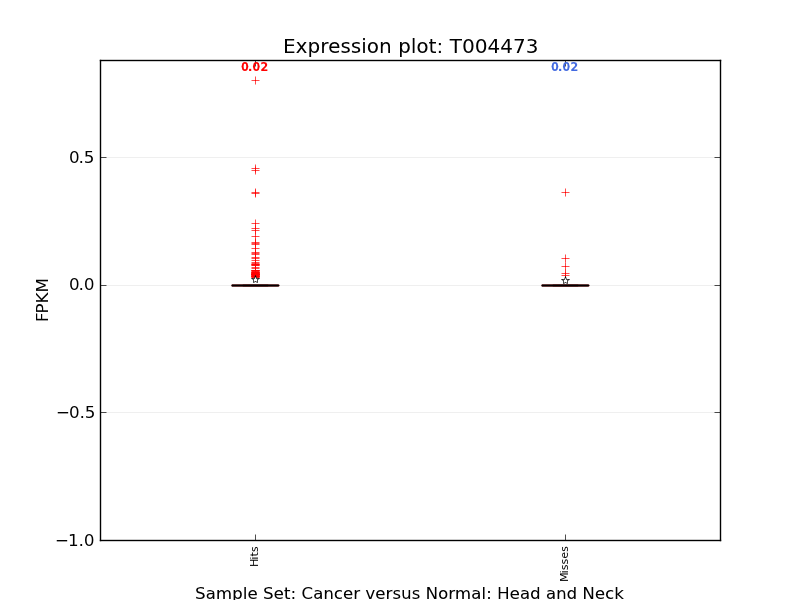 Expression plot: T004473
0.02 0.02
0.5
0.0
−0.5
−1.0
FPKM
Hits Misses
Sample Set: Cancer versus Normal: Head and Neck